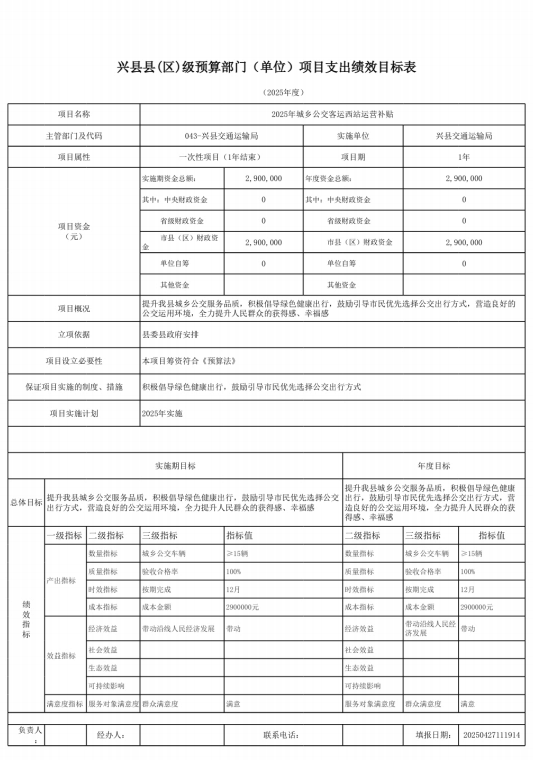 兴县县(区)级预算部门（单位）项目支出绩效目标表
（2025年度）
项目名称 2025年城乡公交客运西站运营补贴
主管部门及代码 043-兴县交通运输局 实施单位 兴县交通运输局
项目属性 一次性项目（1年结束） 项目期 1年
项目资金
（元）
实施期资金总额： 2,900,000 年度资金总额： 2,900,000
其中：中央财政资金 0 其中：中央财政资金 0
省级财政资金 0 省级财政资金 0
市县（区）财政资
金 2,900,000 市县（区）财政资金 2,900,000
单位自筹 0 单位自筹 0
其他资金 其他资金
项目概况
提升我县城乡公交服务品质，积极倡导绿色健康出行，鼓励引导市民优先选择公交出行方式，营造良好的
公交运用环境，全力提升人民群众的获得感、幸福感
立项依据 县委县政府安排
项目设立必要性 本项目筹资符合《预算法》
保证项目实施的制度、措施 积极倡导绿色健康出行，鼓励引导市民优先选择公交出行方式
项目实施计划 2025年实施
实施期目标 年度目标
总体目标
提升我县城乡公交服务品质，积极倡导绿色健康出行，鼓励引导市民优先选择公交
出行方式，营造良好的公交运用环境，全力提升人民群众的获得感、幸福感
提升我县城乡公交服务品质，积极倡导绿色健康
出行，鼓励引导市民优先选择公交出行方式，营
造良好的公交运用环境，全力提升人民群众的获
得感、幸福感
绩
效
指
标
一级指标 二级指标 三级指标 指标值 二级指标 三级指标 指标值
产出指标
数量指标 城乡公交车辆 ≥15辆 数量指标 城乡公交车辆 ≥15辆
质量指标 验收合格率 100% 质量指标 验收合格率 100%
时效指标 按期完成 12月 时效指标 按期完成 12月
成本指标 成本金额 2900000元 成本指标 成本金额 2900000元
效益指标
经济效益 带动沿线人民经济发展 带动 经济效益 带动沿线人民经
济发展 带动
社会效益 社会效益
生态效益 生态效益
可持续影响 可持续影响
满意度指标 服务对象满意度 群众满意度 满意 服务对象满意度 群众满意度 满意
负责人
： 经办人： 联系电话： 填报日期： 20250427111914